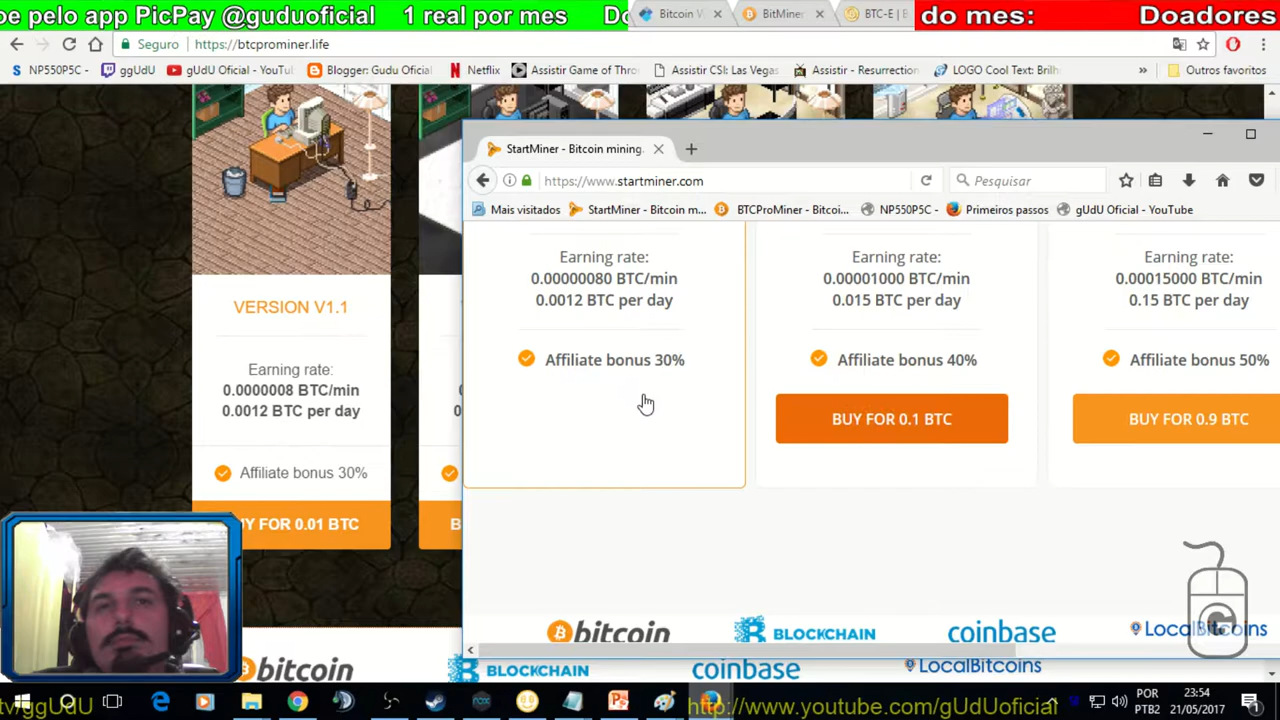 oe pelo app PicPay @guduoficial 1 real por mes
do mes: Doadores
Bitcoin
BitMiner
BTC-E | B
Seguro https://btcprominer.life
NP550P5C -
ggUdU
gUdU Oficial - YouTul
Blogger: Gudu Oficial
Netflix
Assistir Game of Thro
Assistir CSI: Las Vegas
Assistir - Resurrection
LOGO Cool Text: Brilh
»
Outros favoritos
StartMiner - Bitcoin mining.
https://www.startminer.com
Pesquisar
Mais visitados
StartMiner - Bitcoin m...
BTCProMiner - Bitcoi...
NP550P5C -
Primeiros passos
gUdU Oficial - YouTube
VERSION V1.1
Earning rate:
0.0000008 BTC/min
0.0012 BTC per day
Affiliate bonus 30%
Y FOR 0.01 BTC
B
Earning rate:
0.00000080 BTC/min
0.0012 BTC per day
Affiliate bonus 30%
Earning rate:
0.00001000 BTC/min
0.015 BTC per day
Affiliate bonus 40%
BUY FOR 0.1 BTC
Earning rate:
0.00015000 BTC/min
0.15 BTC per day
Affiliate bonus 50%
BUY FOR 0.9 BTC
bitcoin
BLOCKCHAIN
coinbase
LocalBitcoins
bitcoin
BLOCKCHAIN
coinbase
LocalBitcoins
tv/ggUdU
http://www.youtube.com/gUdUoficial
POR
PTB2
23:54
21/05/2017